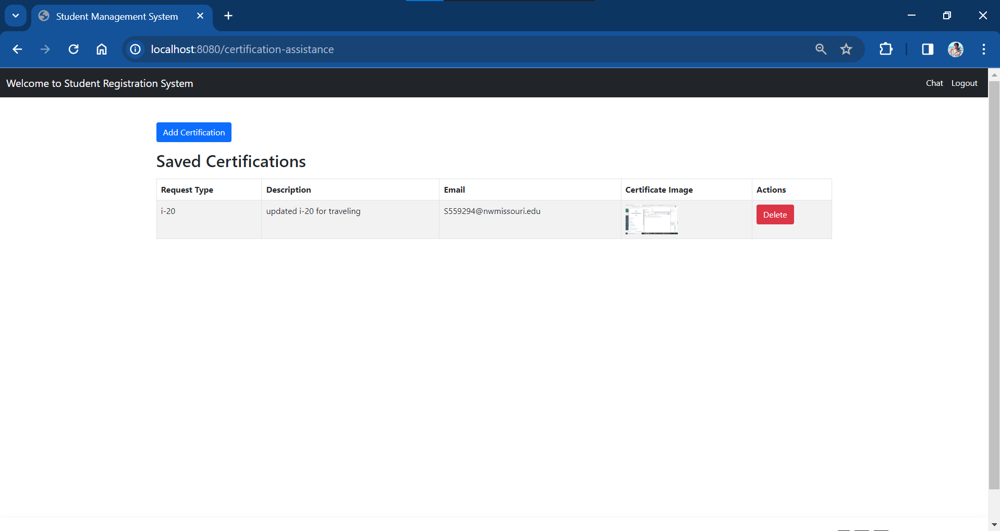 Student Management System
localhost:8080/certification-assistance
Welcome to Student Registration System
Chat Logout
Add Certification
Saved Certifications
Request Type Description Email Certificate Image Actions
i-20 updated i-20 for traveling S559294@nwmissouri.edu Delete